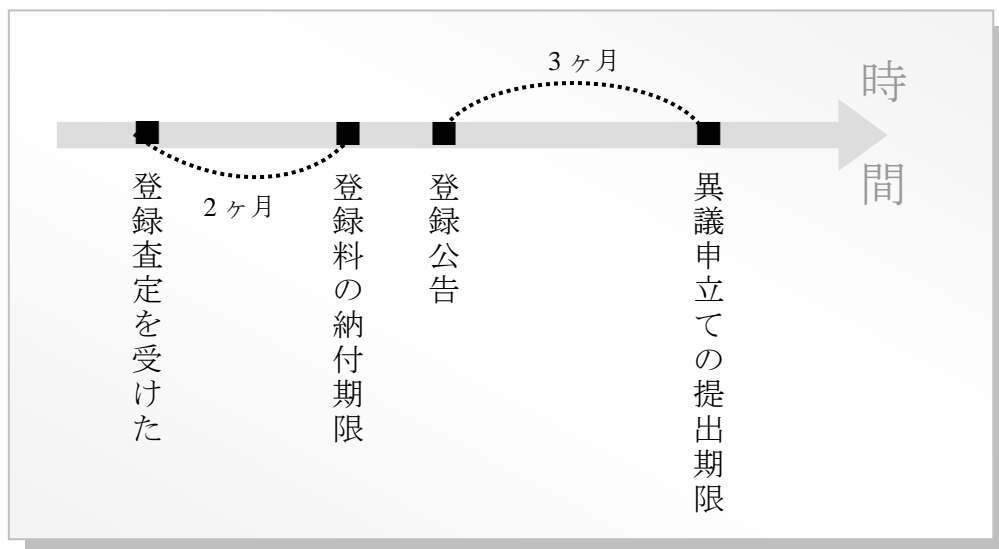 3ヶ月
時間
2ヶ月
登録査定を受けた
登録料の納付期限
登録公告
異議申立ての提出期限